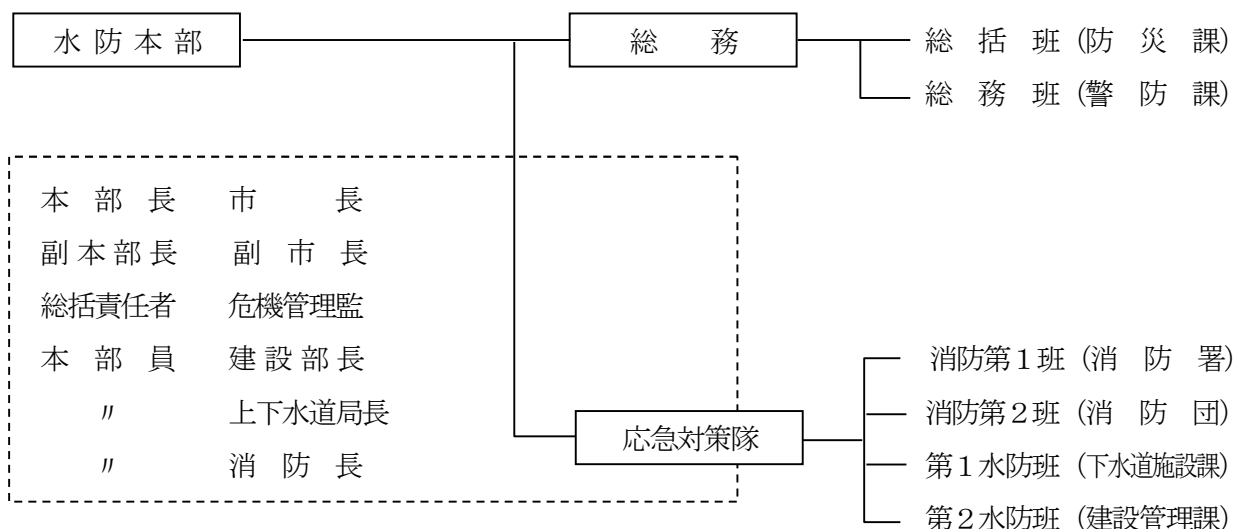 水防本部
総務
総括班(防災課)
総務班(警防課)
本部長 市長
副本部長 副市長
総括責任者 危機管理監
本部員 建設部長
〃 上下水道局長
〃 消防長
応急対策隊
消防第1班(消防署)
消防第2班(消防団)
第1水防班(下水道施設課)
第2水防班(建設管理課)